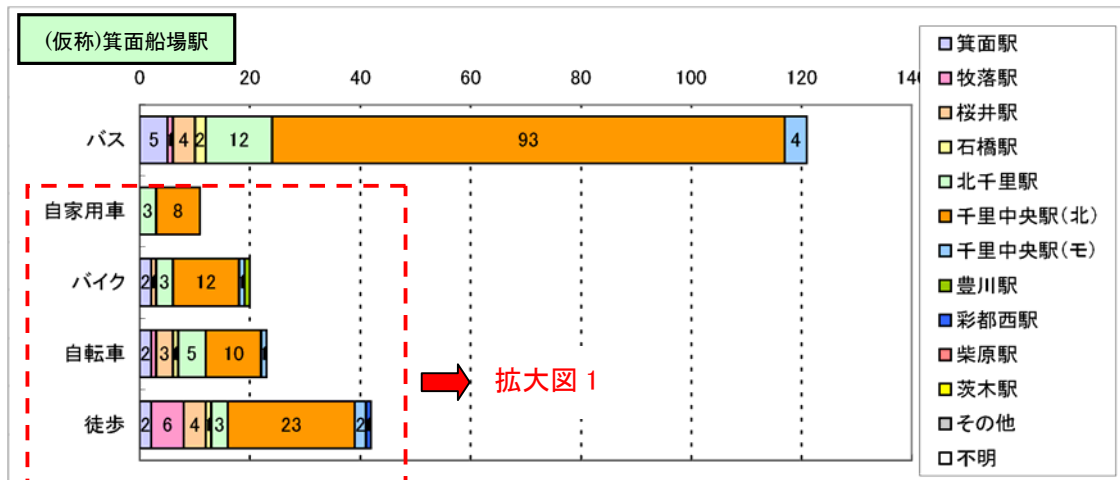 (仮称)箕面船場駅
0 20 40 60 80 100 120 140
バス 5 4 2 12 93 4
自家用車 3 8
バイク 2 3 12
自転車 2 3 5 10
徒歩 2 6 4 3 23 2
拡大図 1
箕面駅
牧落駅
桜井駅
石橋駅
北千里駅
千里中央駅(北)
千里中央駅(モ)
豊川駅
彩都西駅
柴原駅
茨木駅
その他
不明